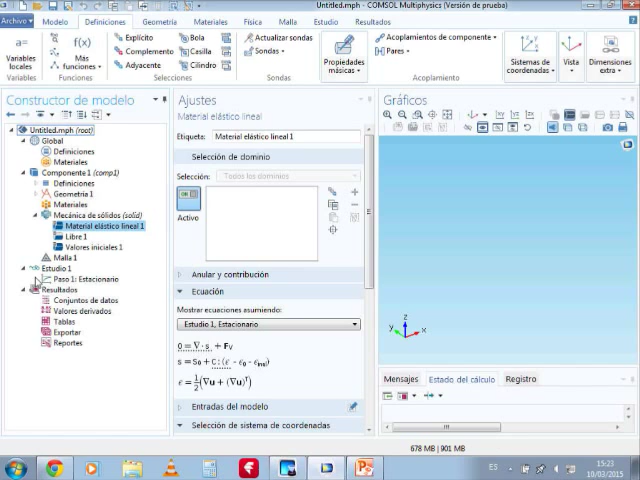 Untitled.mph - COMSOL Multiphysics (Versión de prueba)
Archivo Modelo Definiciones Geometría Materiales Física Malla Estudio Resultados
a=
Variables locales
Variables
f(x)
Más funciones
Funciones
Explícito
Complemento
Adyacente
Bola
Casilla
Cilindro
Selecciones
Actualizar sondas
Sondas
Sondas
Propiedades másicas
Acoplamientos de componente
Pares
Acoplamiento
Sistemas de coordenadas
Vista
Dimensiones extra
Constructor de modelo
Untitled.mph (root)
Global
Definiciones
Materiales
Componente 1 (comp1)
Definiciones
Geometría 1
Materiales
Mecánica de sólidos (solid)
Material elástico lineal 1
Libre 1
Valores iniciales 1
Malla 1
Estudio 1
Paso 1: Estacionario
Resultados
Conjuntos de datos
Valores derivados
Tablas
Exportar
Reportes
Ajustes
Material elástico lineal
Etiqueta: Material elástico lineal 1
Selección de dominio
Selección: Todos los dominios
Activo
Anular y contribución
Ecuación
Mostrar ecuaciones asumiendo:
Estudio 1, Estacionario
0 = ∇·s + Fv
s = S₀ + C : (ϵ - ϵ₀ - ϵinel)
ϵ = 1/2(∇u + (∇u)ᵀ)
Entradas del modelo
Selección de sistema de coordenadas
Gráficos
z
y
x
Mensajes Estado del cálculo Registro
678 MB | 901 MB
ES
15:23
10/03/2015